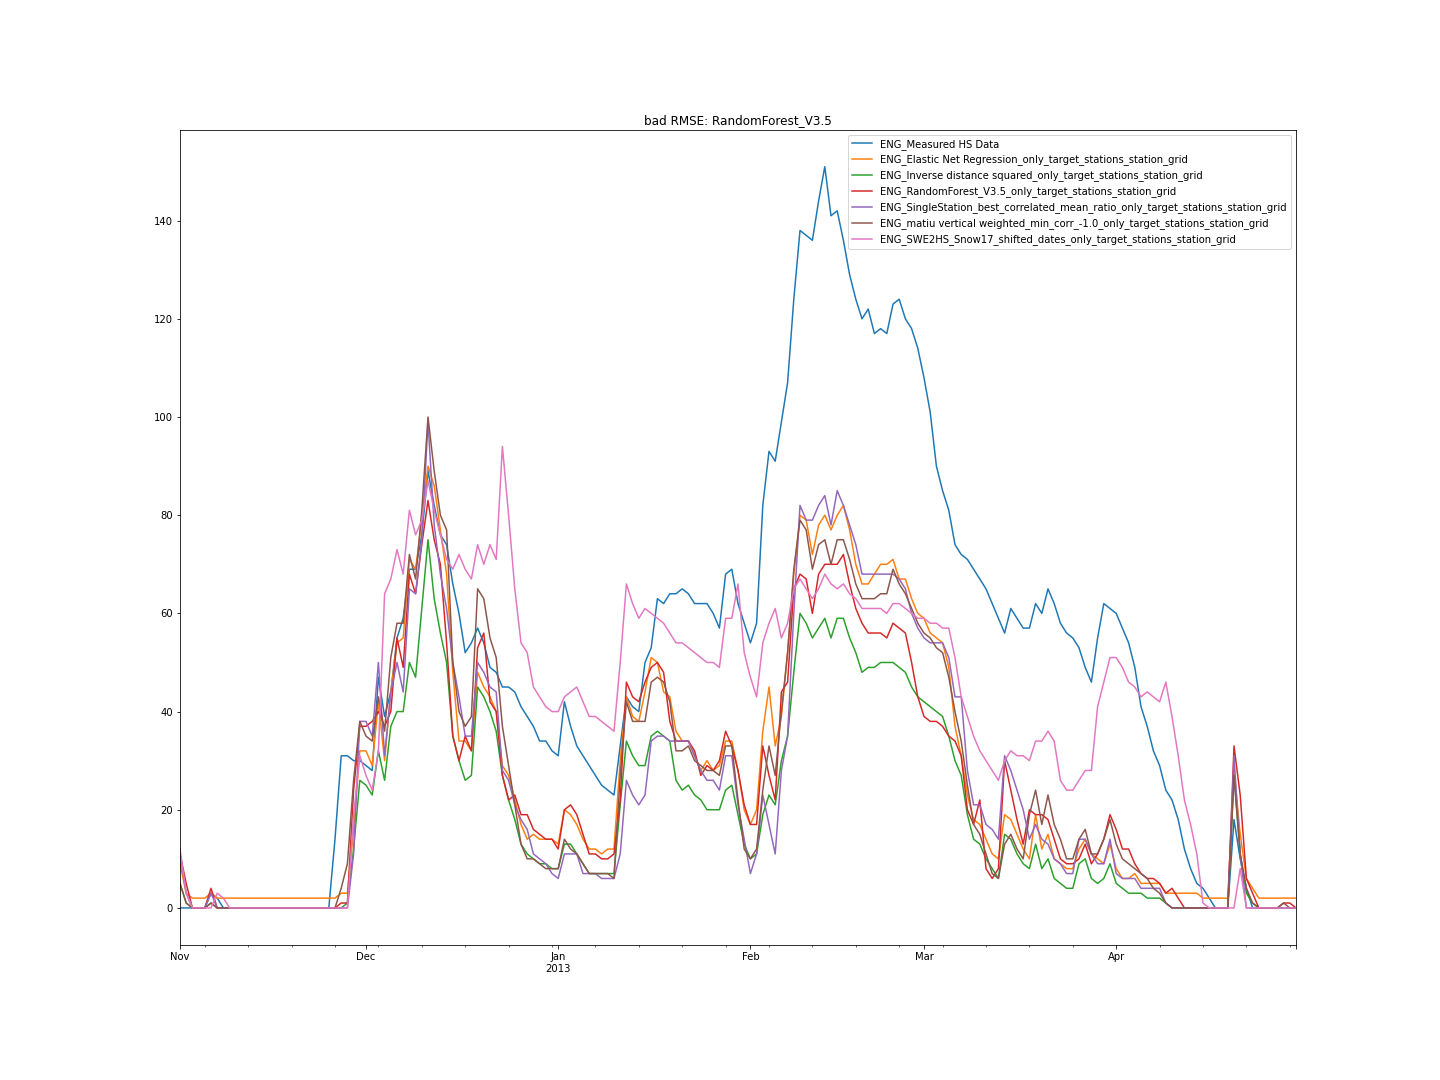 bad RMSE: RandomForest_V3.5
ENG_Measured HS Data
ENG_Elastic Net Regression_only_target_stations_station_grid
ENG_Inverse distance squared_only_target_stations_station_grid
ENG_RandomForest_V3.5_only_target_stations_station_grid
ENG_SingleStation_best_correlated_mean_ratio_only_target_stations_station_grid
ENG_matiu vertical weighted_min_corr_-1.0_only_target_stations_station_grid
ENG_SWE2HS_Snow17_shifted_dates_only_target_stations_station_grid
140
120
100
80
60
40
20
0
Nov Dec Jan Feb Mar Apr
2013